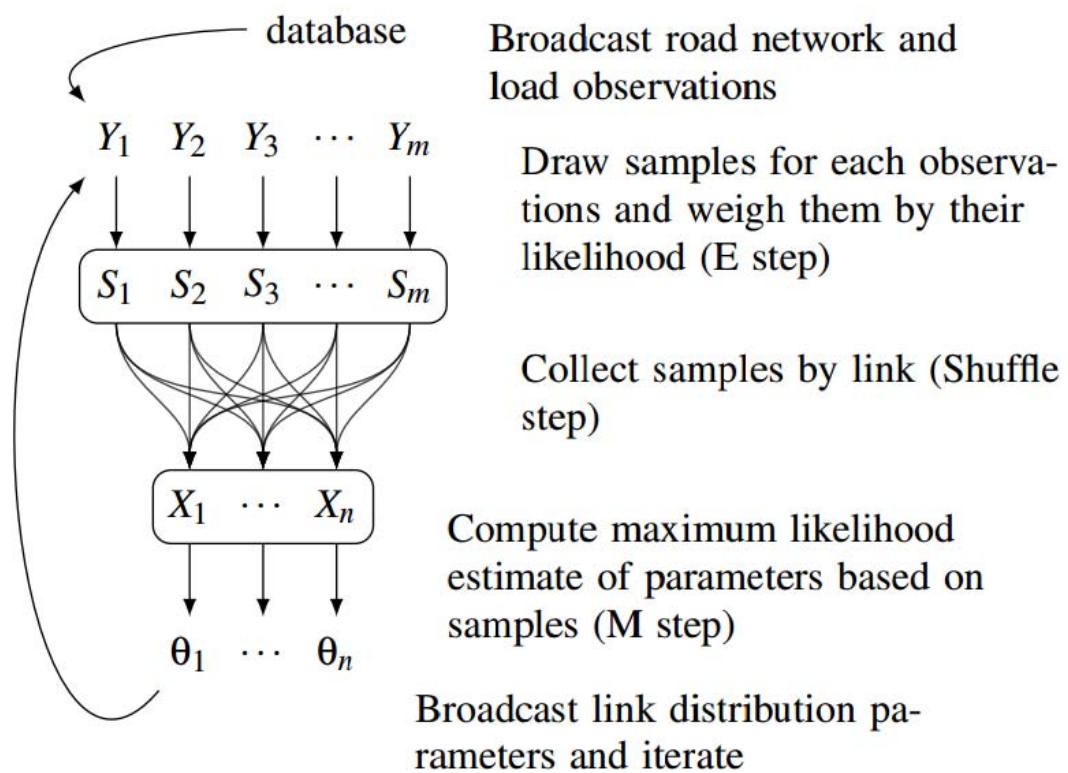 database
Broadcast road network and
load observations
Y₁ Y₂ Y₃ ⋯ Yₘ
Draw samples for each observa-
tions and weigh them by their
likelihood (E step)
S₁ S₂ S₃ ⋯ Sₘ
Collect samples by link (Shuffle
step)
X₁ ⋯ Xₙ
Compute maximum likelihood
estimate of parameters based on
samples (M step)
θ₁ ⋯ θₙ
Broadcast link distribution pa-
rameters and iterate